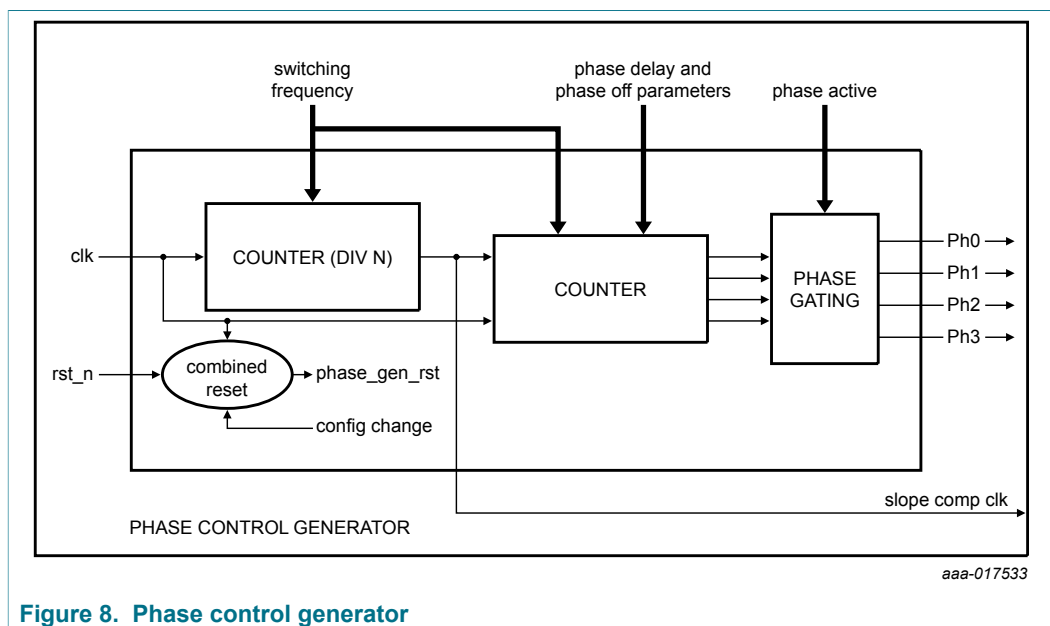 switching
frequency
phase delay and
phase off parameters
phase active
clk
COUNTER (DIV N)
COUNTER
PHASE
GATING
Ph0
Ph1
Ph2
Ph3
rst_n
combined
reset
phase_gen_rst
config change
slope comp clk
PHASE CONTROL GENERATOR
aaa-017533
Figure 8. Phase control generator